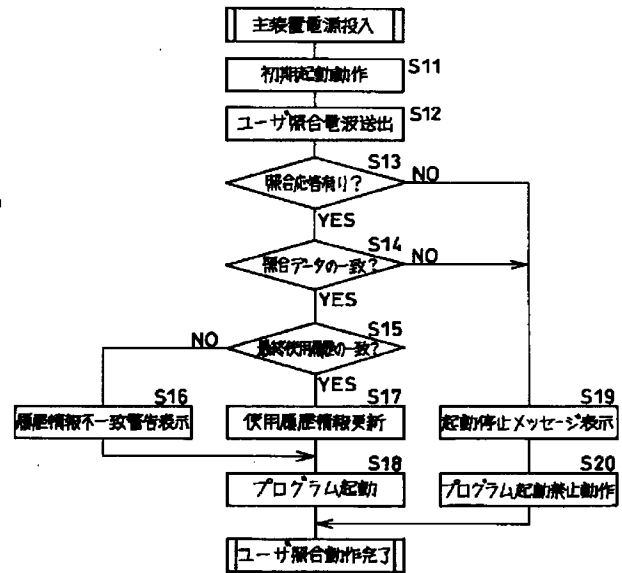 主装置電源投入
初期起動動作
S11
ユーザ照合電波送出
S12
照合応答有り?
S13
NO
YES
照合データの一致?
S14
NO
YES
最終使用履歴の一致?
S15
NO
YES
履歴情報不一致警告表示
S16
使用履歴情報更新
S17
起動停止メッセージ表示
S19
プログラム起動
S18
プログラム起動禁止動作
S20
ユーザ照合動作完了